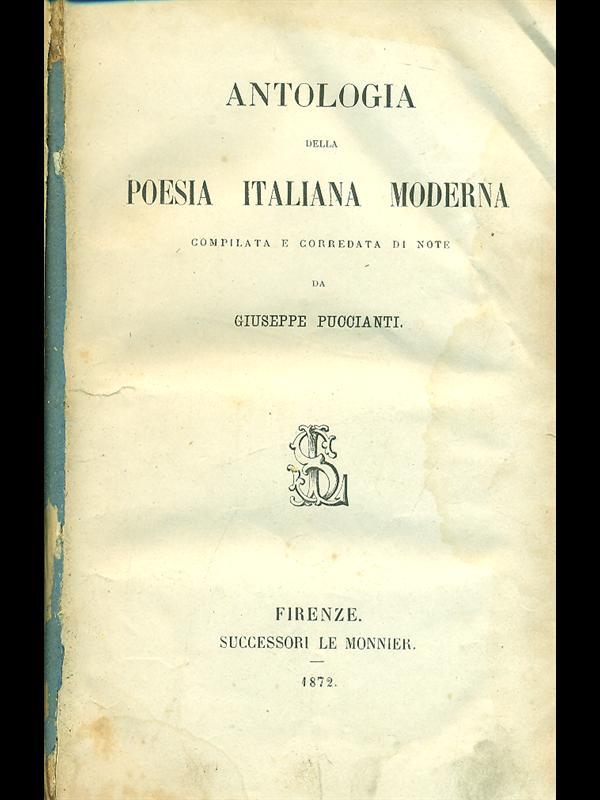 ANTOLOGIA
DELLA
POESIA ITALIANA MODERNA
COMPILATA E CORREDATA DI NOTE
DA
GIUSEPPE PUCCIANTI.
FIRENZE.
SUCCESSORI LE MONNIER.
1872.